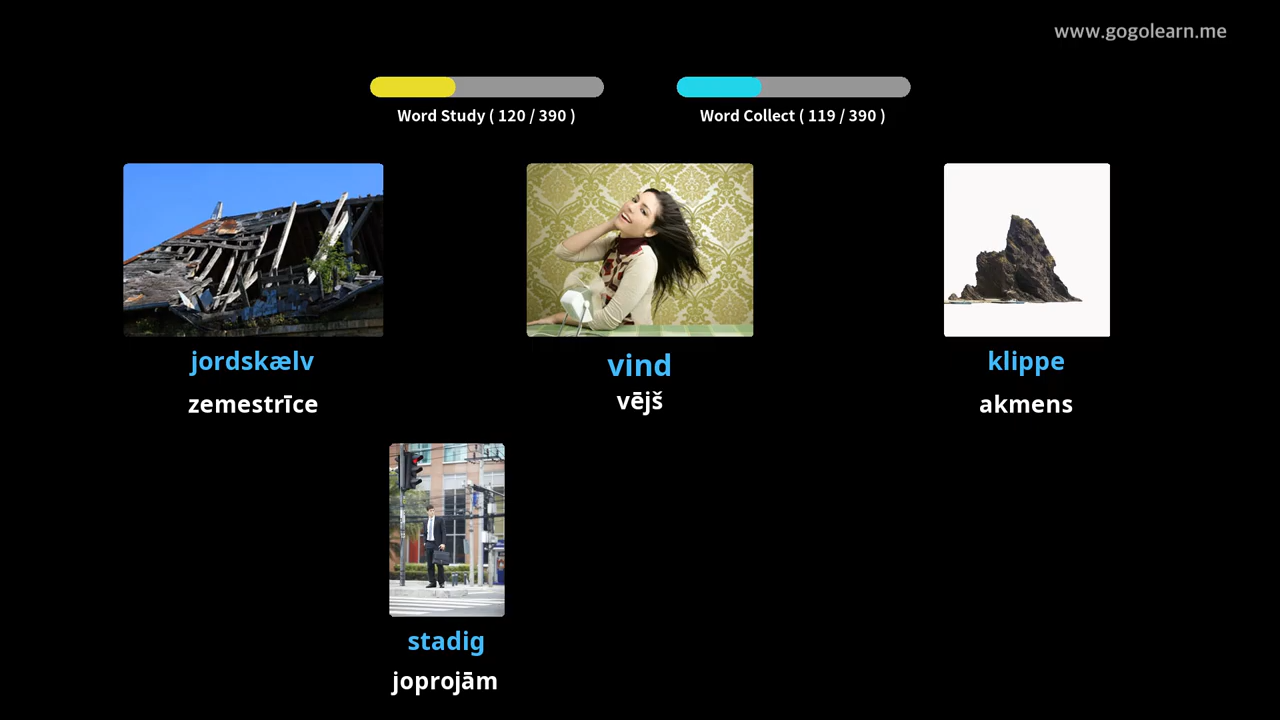 www.gogolearn.me
Word Study ( 120 / 390 )
Word Collect ( 119 / 390 )
jordskælv
vind
klippe
zemestrīce
vējš
akmens
stadig
joprojām